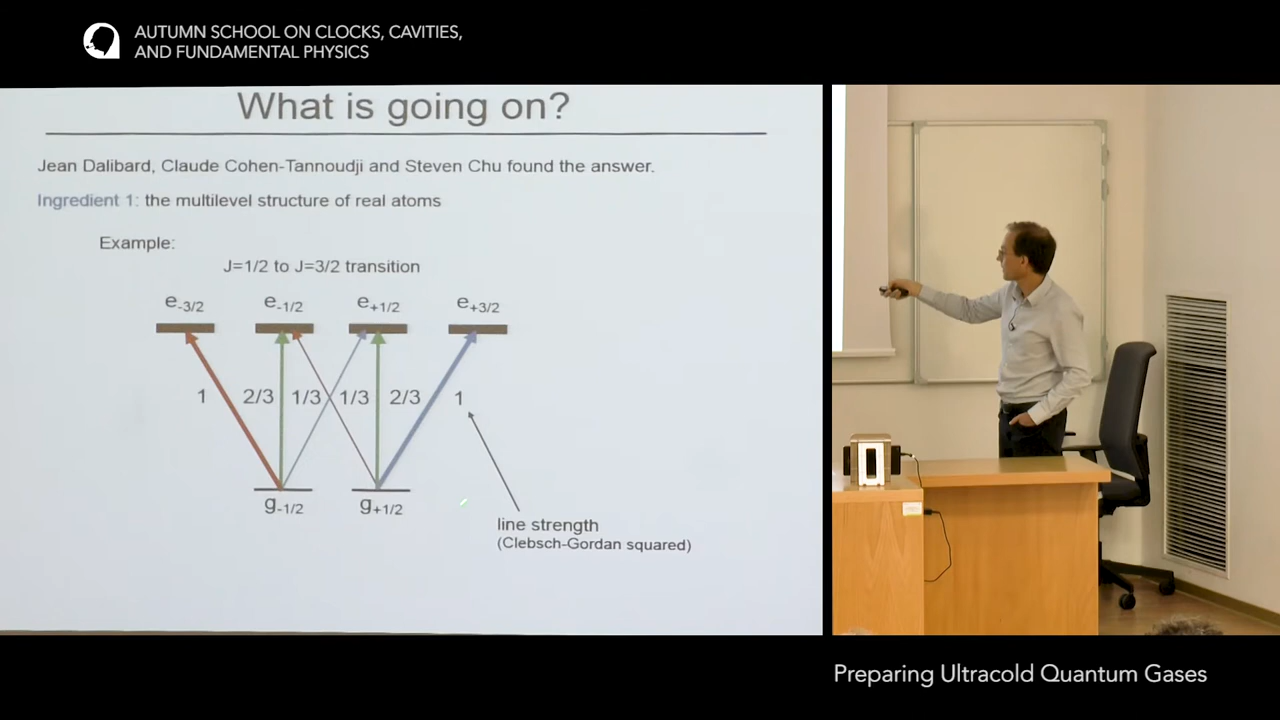 AUTUMN SCHOOL ON CLOCKS, CAVITIES,
AND FUNDAMENTAL PHYSICS
What is going on?
Jean Dalibard, Claude Cohen-Tannoudji and Steven Chu found the answer.
Ingredient 1: the multilevel structure of real atoms
Example:
J=1/2 to J=3/2 transition
e-3/2 e-1/2 e+1/2 e+3/2
1 2/3 1/3 1/3 2/3 1
g-1/2 g+1/2
line strength
(Clebsch-Gordan squared)
Preparing Ultracold Quantum Gases